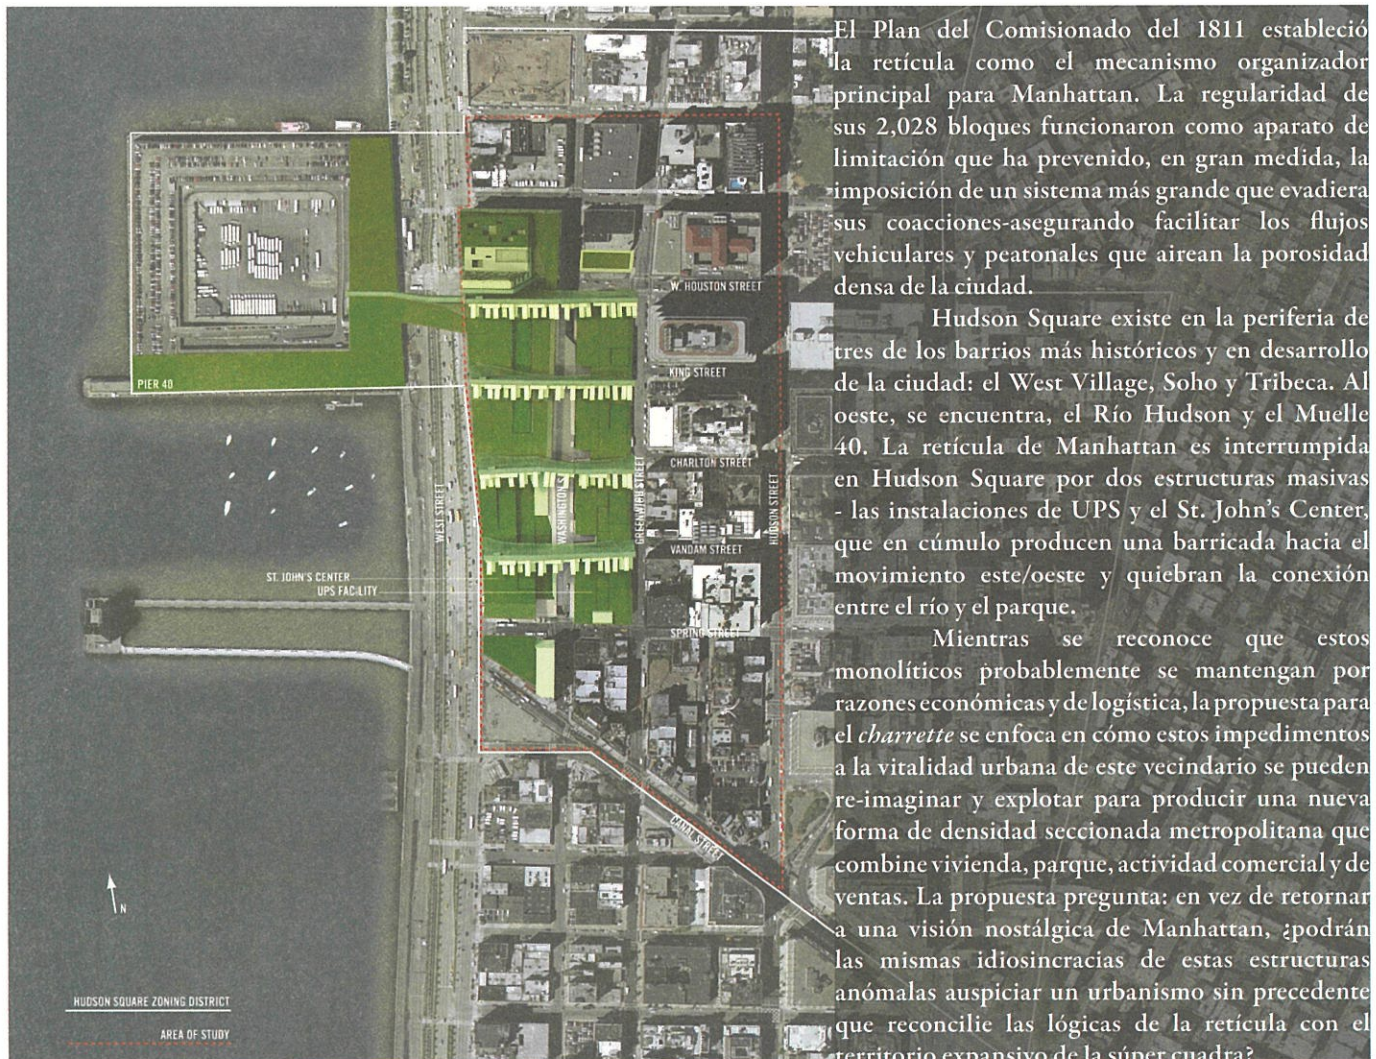 El Plan del Comisionado del 1811 estableció
la retícula como el mecanismo organizador
principal para Manhattan. La regularidad de
sus 2,028 bloques funcionaron como aparato de
limitación que ha prevenido, en gran medida, la
imposición de un sistema más grande que evadiera
sus coacciones-asegurando facilitar los flujos
vehiculares y peatonales que airean la porosidad
densa de la ciudad.
Hudson Square existe en la periferia de
tres de los barrios más históricos y en desarrollo
de la ciudad: el West Village, Soho y Tribeca. Al
oeste, se encuentra, el Río Hudson y el Muelle
40. La retícula de Manhattan es interrumpida
en Hudson Square por dos estructuras masivas
- las instalaciones de UPS y el St. John's Center,
que en cúmulo producen una barricada hacia el
movimiento este/oeste y quiebran la conexión
entre el río y el parque.
Mientras se reconoce que estos
monolíticos probablemente se mantengan por
razones económicas y de logística, la propuesta para
el charrette se enfoca en cómo estos impedimentos
a la vitalidad urbana de este vecindario se pueden
re-imaginar y explotar para producir una nueva
forma de densidad seccionada metropolitana que
combine vivienda, parque, actividad comercial y de
ventas. La propuesta pregunta: en vez de retornar
a una visión nostálgica de Manhattan, ¿podrán
las mismas idiosincracias de estas estructuras
anómalas auspiciar un urbanismo sin precedente
que reconcilie las lógicas de la retícula con el
territorio expansivo de la súper cuadra?
W. HOUSTON STREET
KING STREET
PIER 40
CHARLTON STREET
WEST STREET
WASHINGTON S
GREENWICH STREET
HUDSON STREET
VANDAM STREET
ST. JOHN'S CENTER
UPS FACILITY
SPRING STREET
CANAL STREET
N
HUDSON SQUARE ZONING DISTRICT
AREA OF STUDY